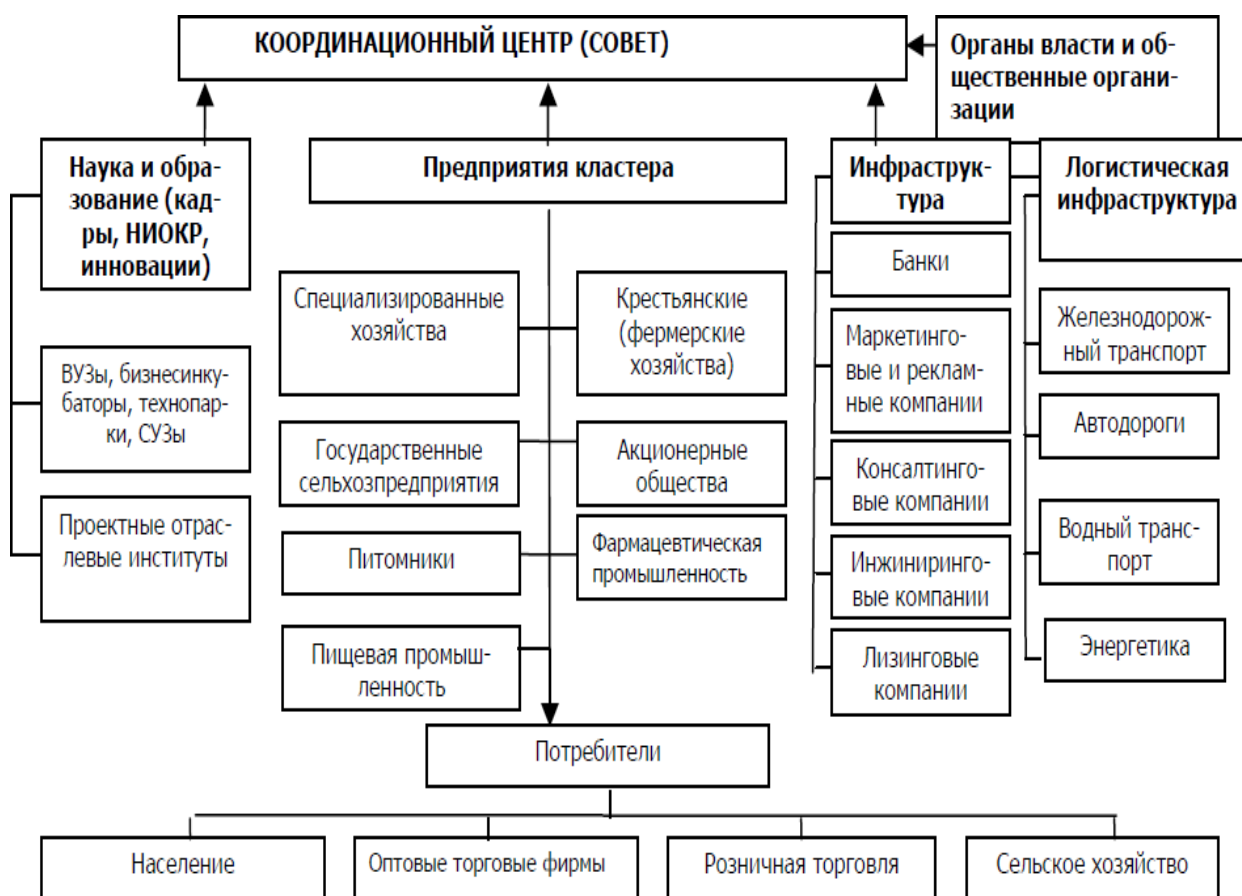 КООРДИНАЦИОННЫЙ ЦЕНТР (СОВЕТ)
Органы власти и об-
щественные органи-
зации
Наука и обра-
зование (кад-
ры, НИОКР,
инновации)
Предприятия кластера
Инфраструк-
тура
Логистическая
инфраструктура
ВУЗы, бизнесинку-
баторы, технопар-
ки, СУЗы
Проектные отрас-
левые институты
Специализированные
хозяйства
Крестьянские
(фермерские
хозяйства)
Государственные
сельхозпредприятия
Акционерные
общества
Питомники
Фармацевтическая
промышленность
Пищевая промыш-
ленность
Банки
Маркетинго-
вые и реклам-
ные компании
Консалтинго-
вые компании
Инжиниринго-
вые компании
Лизинговые
компании
Железнодорож-
ный транспорт
Автодороги
Водный транс-
порт
Энергетика
Потребители
Население
Оптовые торговые фирмы
Розничная торговля
Сельское хозяйство